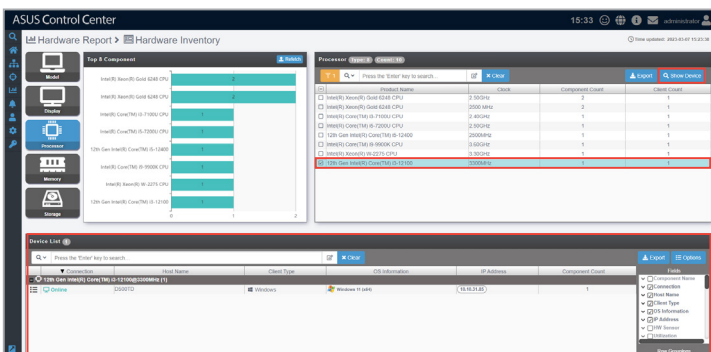 ASUS Control Center
15:33
administrator
Hardware Report > Hardware Inventory
Model
Display
Processor
Memory
Storage
Top 5 Component
Refresh
Intel(R) Xeon(R) Gold 6248 CPU
2
Intel(R) Xeon(R) Gold 6248 CPU
2
Intel(R) Core(TM) i3-7100U CPU
1
Intel(R) Core(TM) i5-7200U CPU
1
12th Gen Intel(R) Core(TM) i5-12400
1
Intel(R) Core(TM) i9-9900K CPU
1
Intel(R) Xeon(R) W-2275 CPU
1
12th Gen Intel(R) Core(TM) i3-12100
1
0 1 2
Processor
Press the 'Enter' key to search...
Clear
Export
Show Device
Product Name Clock Component Count Client Count
Intel(R) Xeon(R) Gold 6248 CPU 2.50GHz 2 1
Intel(R) Xeon(R) Gold 6248 CPU 2500 MHz 2 1
Intel(R) Core(TM) i3-7100U CPU 2.40GHz 1 1
Intel(R) Core(TM) i5-7200U CPU 2.50GHz 1 1
12th Gen Intel(R) Core(TM) i5-12400 2500MHz 1 1
Intel(R) Core(TM) i9-9900K CPU 3.60GHz 1 1
Intel(R) Xeon(R) W-2275 CPU 3.30GHz 1 1
12th Gen Intel(R) Core(TM) i3-12100 3300MHz 1 1
Device List
Press the 'Enter' key to search...
Clear
Export
Options
Connection Host Name Client Type OS Information IP Address Component Count
12th Gen Intel(R) Core(TM) i3-12100@3300MHz (1)
Online D500TD Windows Windows 11 (x64) 1
Fields
Component Name
Connection
Host Name
Client Type
OS Information
IP Address
HW Sensor
Utilization